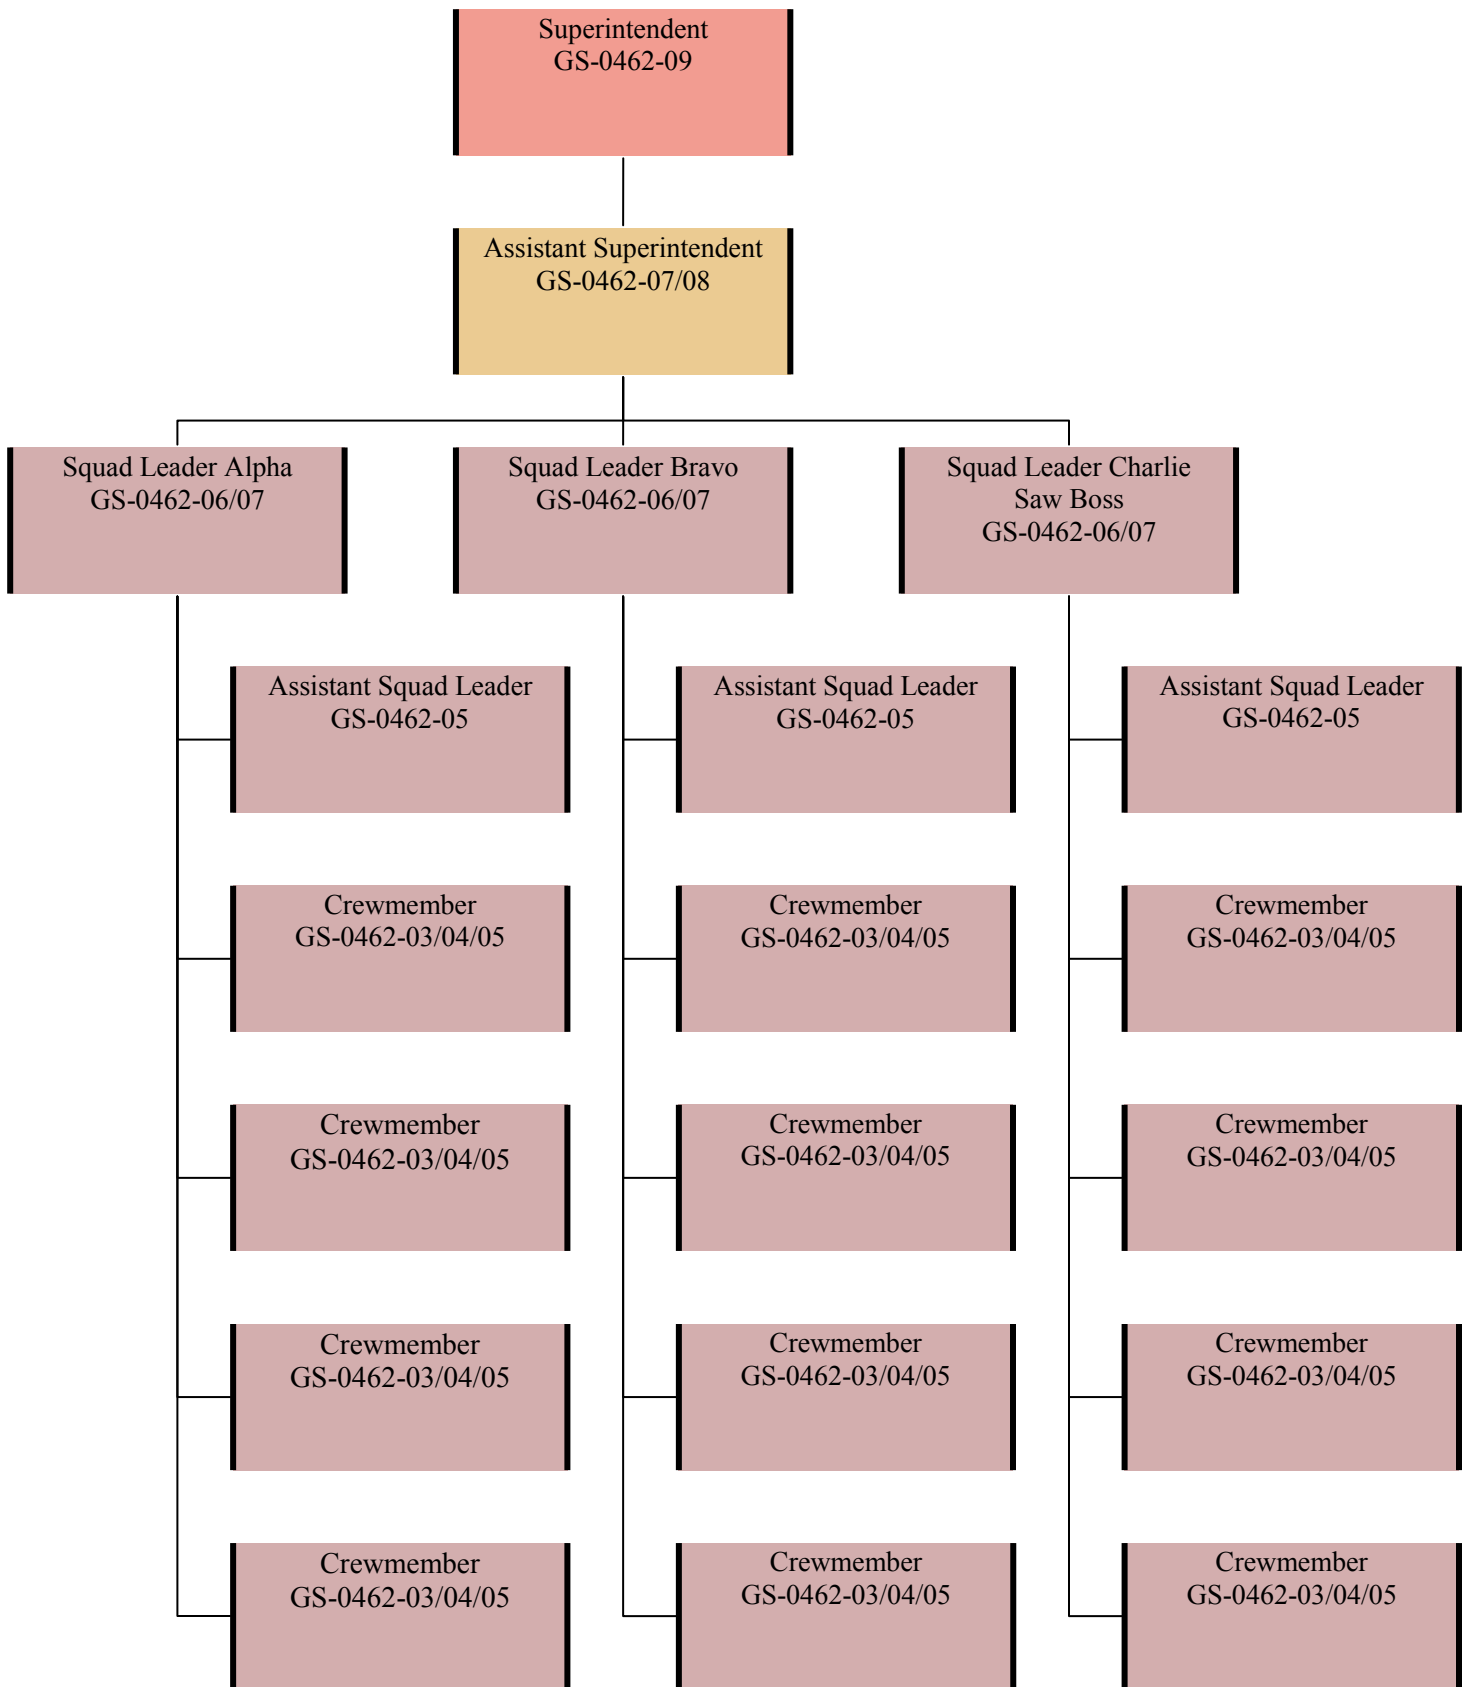 Superintendent
GS-0462-09
Assistant Superintendent
GS-0462-07/08
Squad Leader Alpha
GS-0462-06/07
Squad Leader Bravo
GS-0462-06/07
Squad Leader Charlie
Saw Boss
GS-0462-06/07
Assistant Squad Leader
GS-0462-05
Assistant Squad Leader
GS-0462-05
Assistant Squad Leader
GS-0462-05
Crewmember
GS-0462-03/04/05
Crewmember
GS-0462-03/04/05
Crewmember
GS-0462-03/04/05
Crewmember
GS-0462-03/04/05
Crewmember
GS-0462-03/04/05
Crewmember
GS-0462-03/04/05
Crewmember
GS-0462-03/04/05
Crewmember
GS-0462-03/04/05
Crewmember
GS-0462-03/04/05
Crewmember
GS-0462-03/04/05
Crewmember
GS-0462-03/04/05
Crewmember
GS-0462-03/04/05